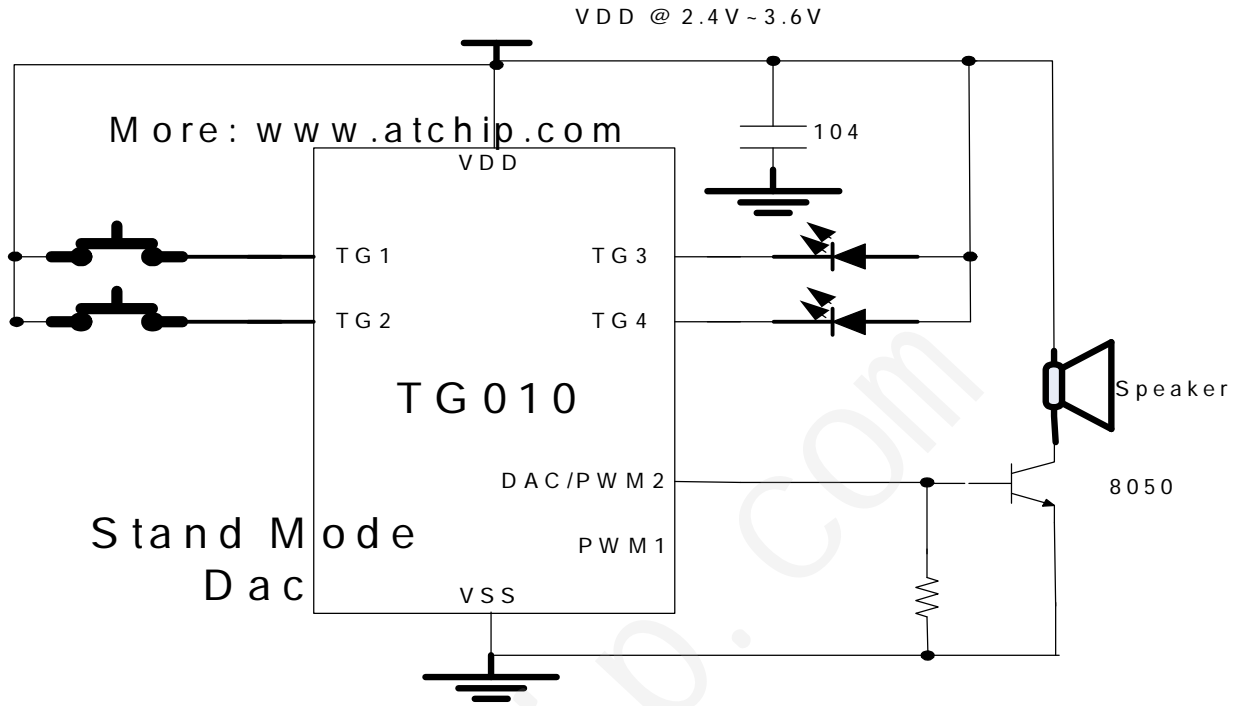 VDD @ 2.4V~3.6V
More: www.atchip.com
104
VDD
TG1
TG3
TG2
TG4
TG010
Speaker
DAC/PWM2
8050
Stand Mode
Dac
PWM1
VSS
p.com